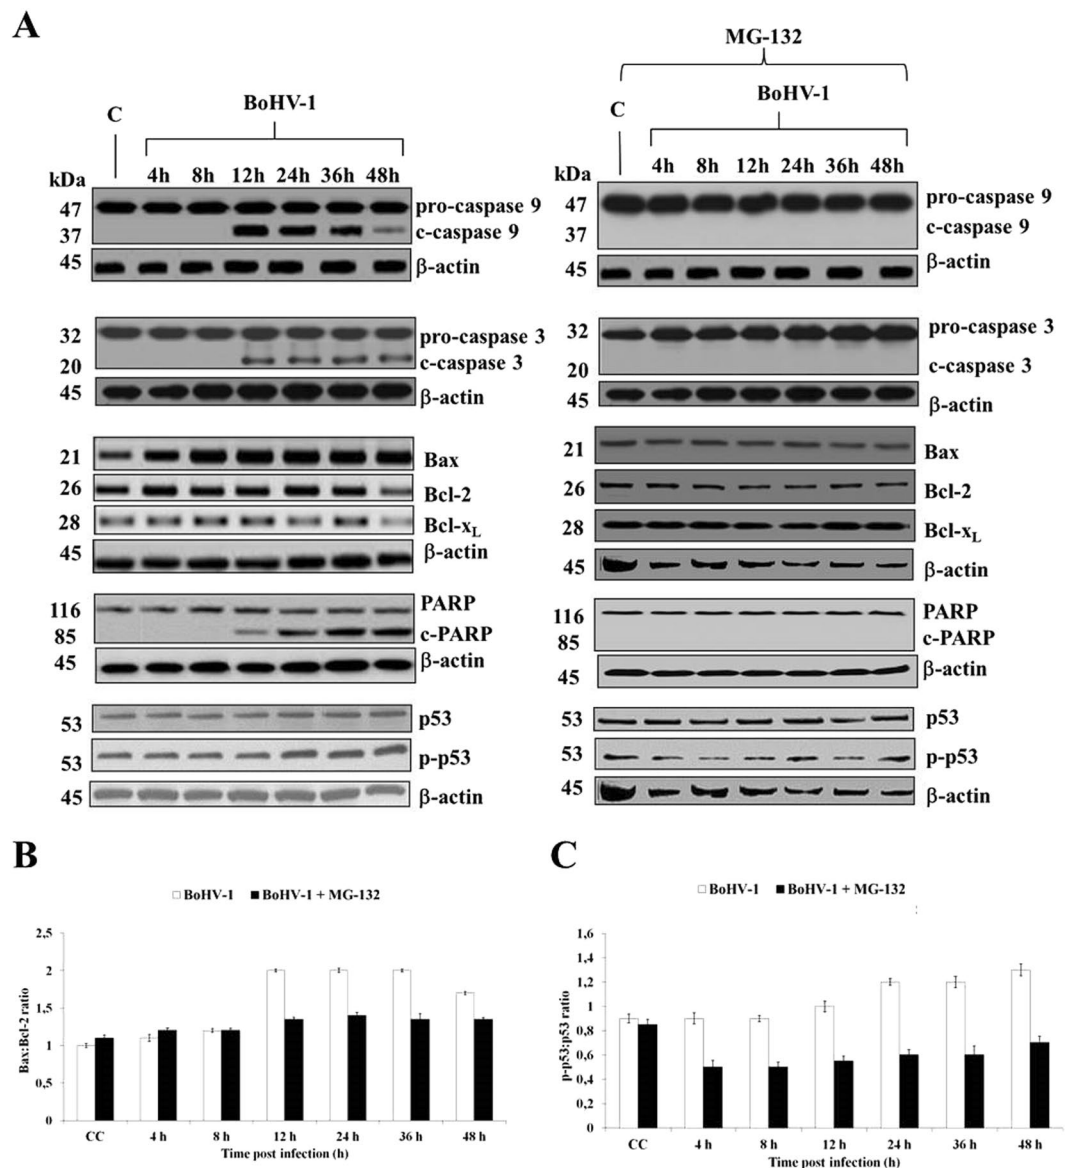 A
MG-132
BoHV-1
BoHV-1
C
C
4h 8h 12h 24h 36h 48h
4h 8h 12h 24h 36h 48h
kDa
kDa
47 pro-caspase 9
37 c-caspase 9
45 β-actin
47 pro-caspase 9
37 c-caspase 9
45 β-actin
32 pro-caspase 3
20 c-caspase 3
45 β-actin
32 pro-caspase 3
20 c-caspase 3
45 β-actin
21 Bax
26 Bcl-2
28 Bcl-xL
45 β-actin
21 Bax
26 Bcl-2
28 Bcl-xL
45 β-actin
116 PARP
85 c-PARP
45 β-actin
116 PARP
85 c-PARP
45 β-actin
53 p53
53 p-p53
45 β-actin
53 p53
53 p-p53
45 β-actin
B
BoHV-1 BoHV-1 + MG-132
Bax:Bcl-2 ratio
2,5
2
1,5
1
0,5
0
CC 4 h 8 h 12 h 24 h 36 h 48 h
Time post infection (h)
C
BoHV-1 BoHV-1 + MG-132
p-p53:p53 ratio
1,6
1,4
1,2
1
0,8
0,6
0,4
0,2
0
CC 4 h 8 h 12 h 24 h 36 h 48 h
Time post infection (h)